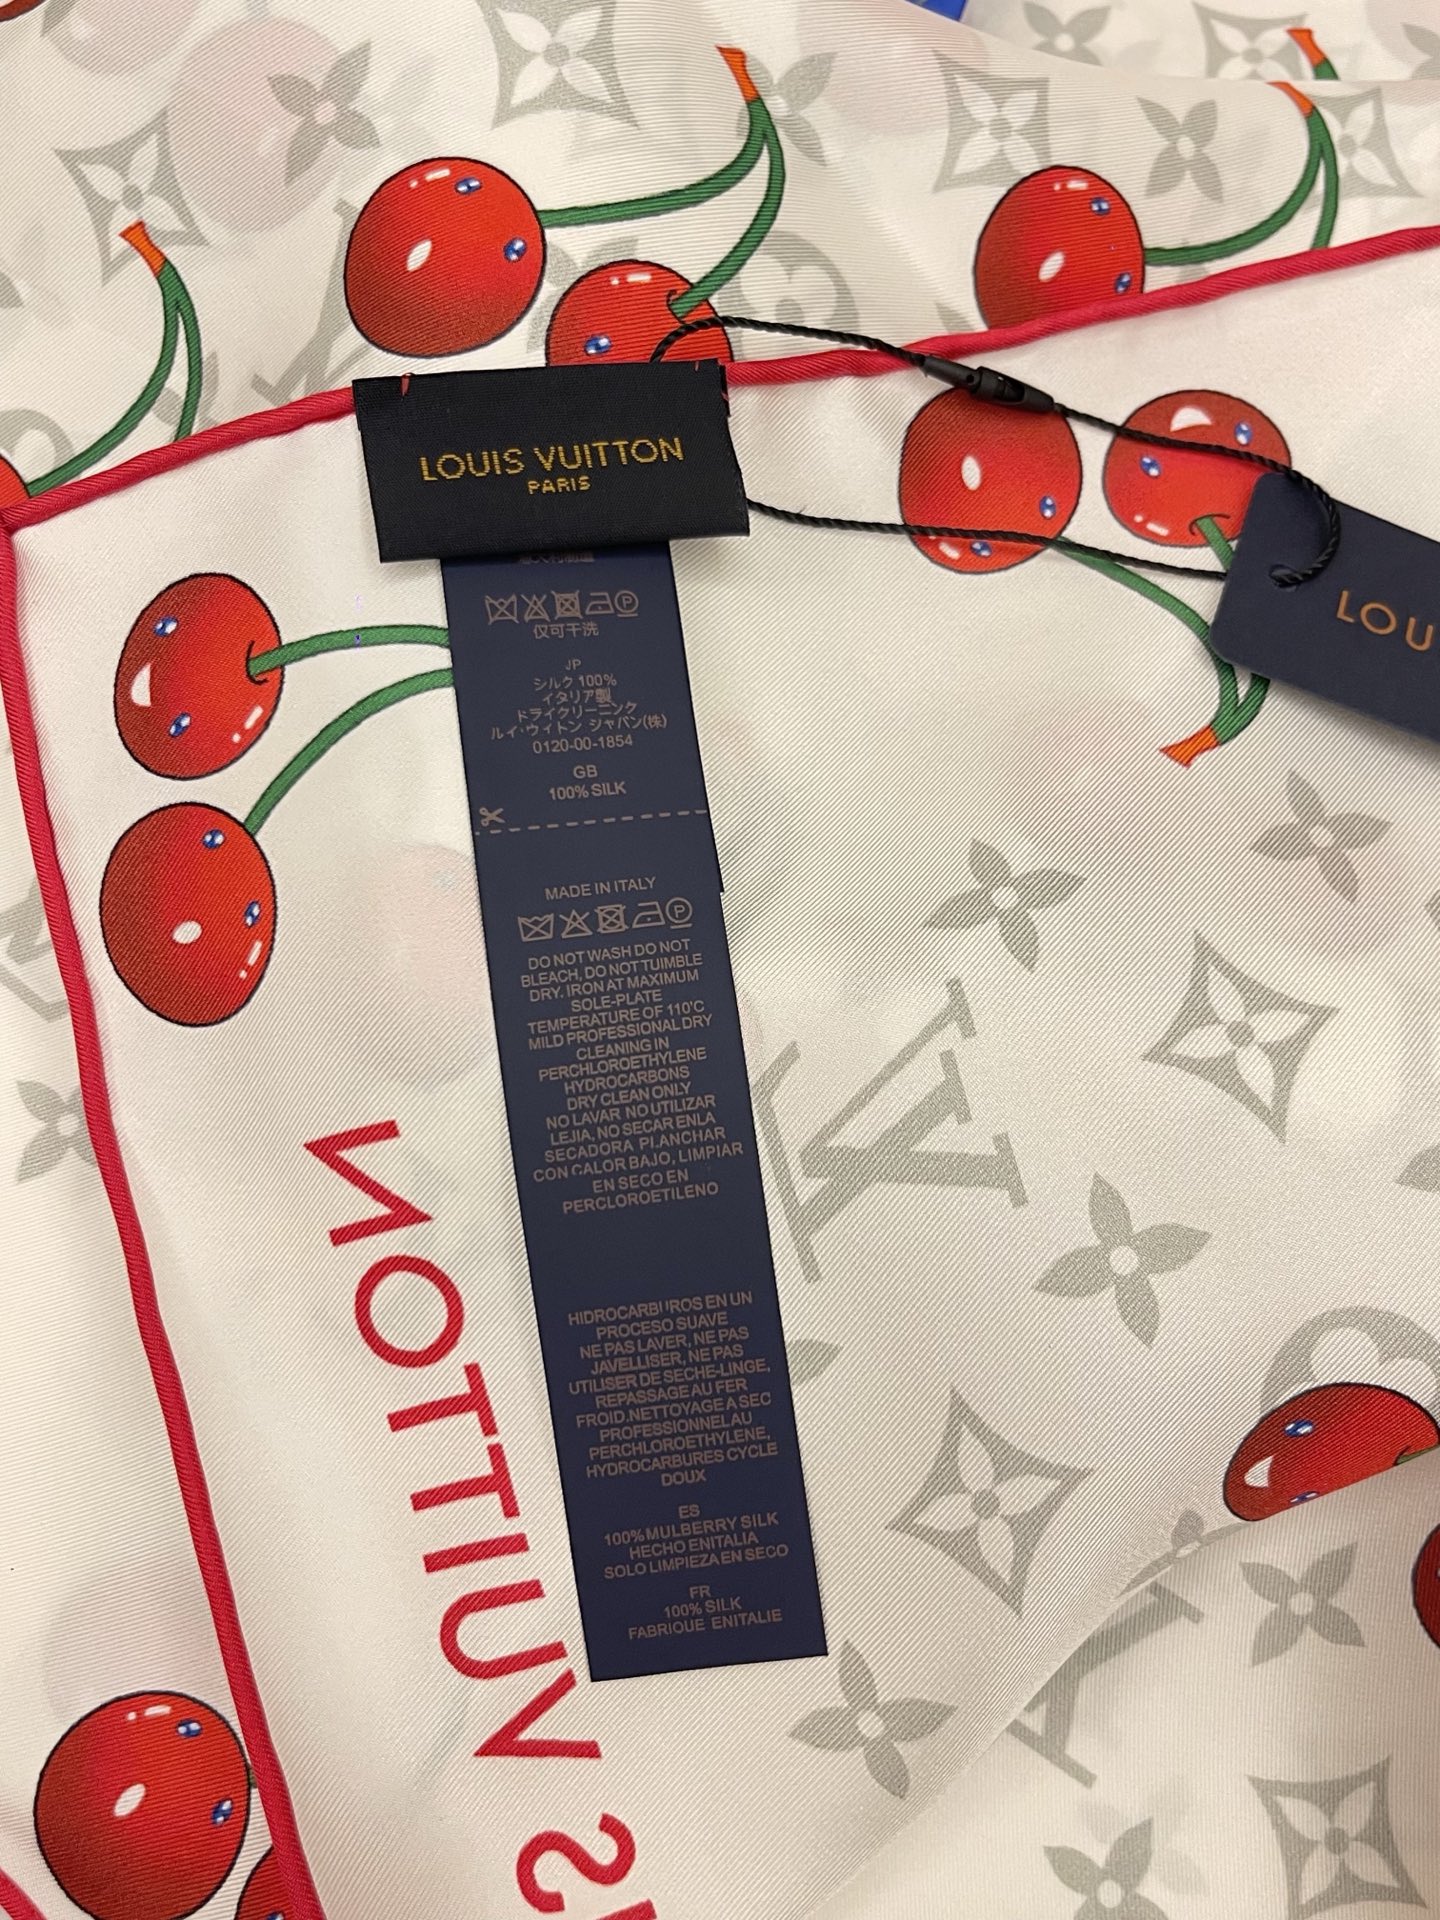 LOUIS VUITTON
PARIS
LOU
仅可干洗
JP
シルク 100%
イタリア製
ドライクリーニング
ルイ・ヴィトン ジャパン(株)
0120-00-1854
GB
100% SILK
MADE IN ITALY
DO NOT WASH DO NOT
BLEACH, DO NOT TUIMBLE
DRY. IRON AT MAXIMUM
SOLE-PLATE
TEMPERATURE OF 110'C
MILD PROFESSIONAL DRY
CLEANING IN
PERCHLOROETHYLENE
HYDROCARBONS
DRY CLEAN ONLY
NO LAVAR NO UTILIZAR
LEJIA, NO SECAR ENLA
SECADORA PLANCHAR
CON CALOR BAJO, LIMPIAR
EN SECO EN
PERCLOROETILENO
HIDROCARBUROS EN UN
PROCESO SUAVE
NE PAS LAVER, NE PAS
JAVELLISER, NE PAS
UTILISER DE SECHE-LINGE,
REPASSAGE AU FER
FROID.NETTOYAGE A SEC
PROFESSIONNEL AU
PERCHLOROETHYLENE,
HYDROCARBURES CYCLE
DOUX
ES
100% MULBERRY SILK
HECHO ENITALIA
SOLO LIMPIEZA EN SECO
FR
100% SILK
FABRIQUE ENITALIE
IS VUITTON